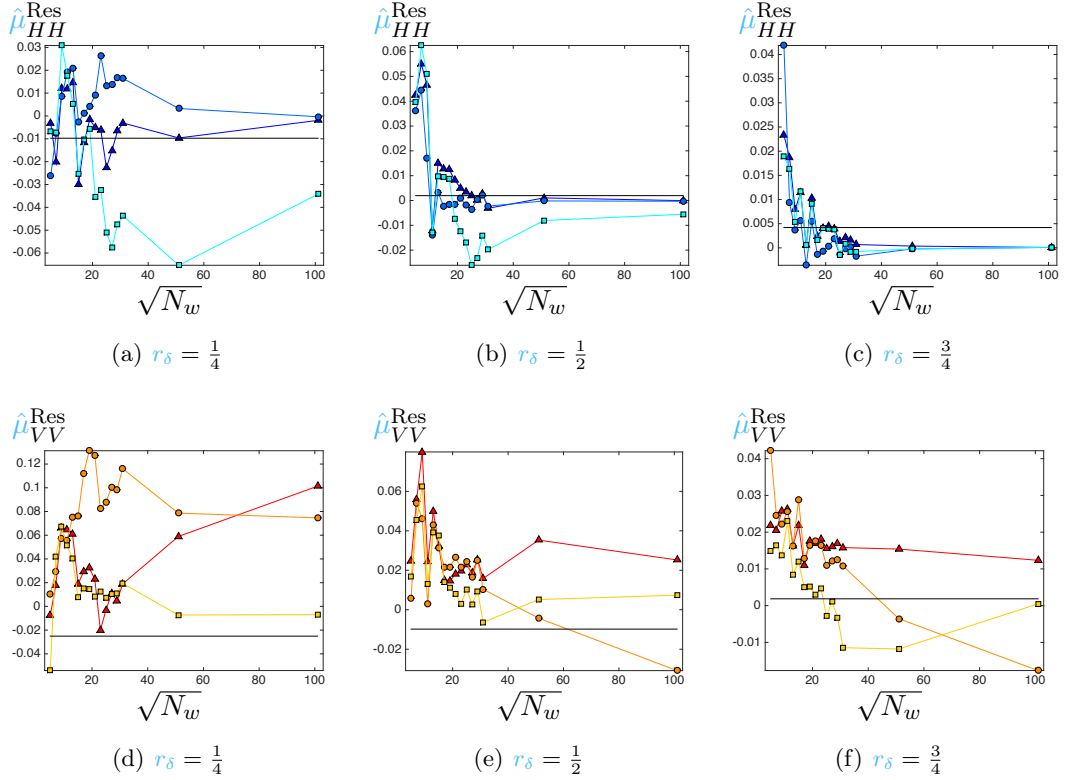 μ̂ᴿᵉˢ_HH μ̂ᴿᵉˢ_HH μ̂ᴿᵉˢ_HH
0.03 0.02 0.01 0 -0.01 -0.02 -0.03 -0.04 -0.05 -0.06
0.06 0.05 0.04 0.03 0.02 0.01 0 -0.01 -0.02
0.04 0.035 0.03 0.025 0.02 0.015 0.01 0.005 0
20 40 60 80 100 20 40 60 80 100 20 40 60 80 100
√N_w √N_w √N_w
(a) r_δ = 1/4 (b) r_δ = 1/2 (c) r_δ = 3/4
μ̂ᴿᵉˢ_VV μ̂ᴿᵉˢ_VV μ̂ᴿᵉˢ_VV
0.12 0.1 0.08 0.06 0.04 0.02 0 -0.02 -0.04
0.08 0.06 0.04 0.02 0 -0.02
0.04 0.03 0.02 0.01 0 -0.01
20 40 60 80 100 20 40 60 80 100 20 40 60 80 100
√N_w √N_w √N_w
(d) r_δ = 1/4 (e) r_δ = 1/2 (f) r_δ = 3/4